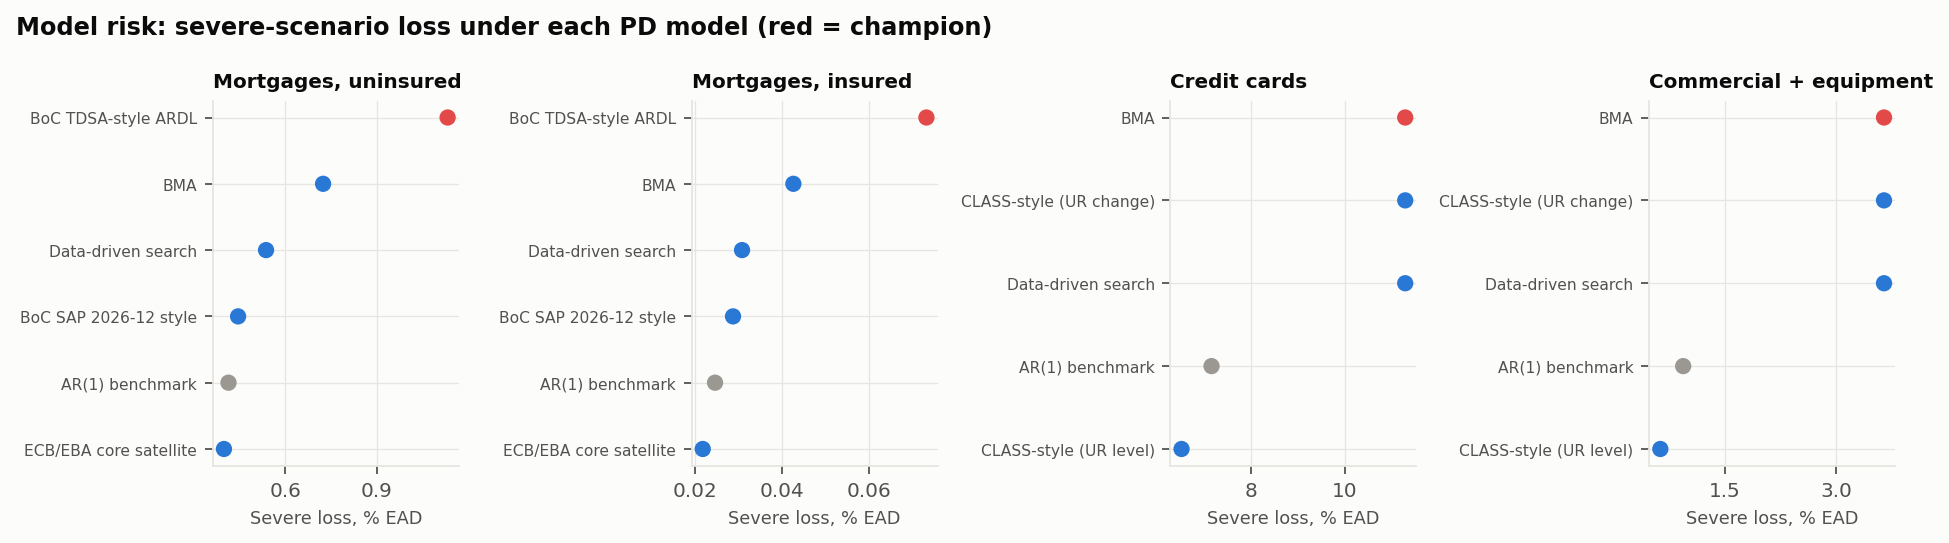 Model risk: severe-scenario loss under each PD model (red = champion)
Mortgages, uninsured
BoC TDSA-style ARDL
BMA
Data-driven search
BoC SAP 2026-12 style
AR(1) benchmark
ECB/EBA core satellite
0.6 0.9
Severe loss, % EAD
Mortgages, insured
BoC TDSA-style ARDL
BMA
Data-driven search
BoC SAP 2026-12 style
AR(1) benchmark
ECB/EBA core satellite
0.02 0.04 0.06
Severe loss, % EAD
Credit cards
BMA
CLASS-style (UR change)
Data-driven search
AR(1) benchmark
CLASS-style (UR level)
8 10
Severe loss, % EAD
Commercial + equipment
BMA
CLASS-style (UR change)
Data-driven search
AR(1) benchmark
CLASS-style (UR level)
1.5 3.0
Severe loss, % EAD